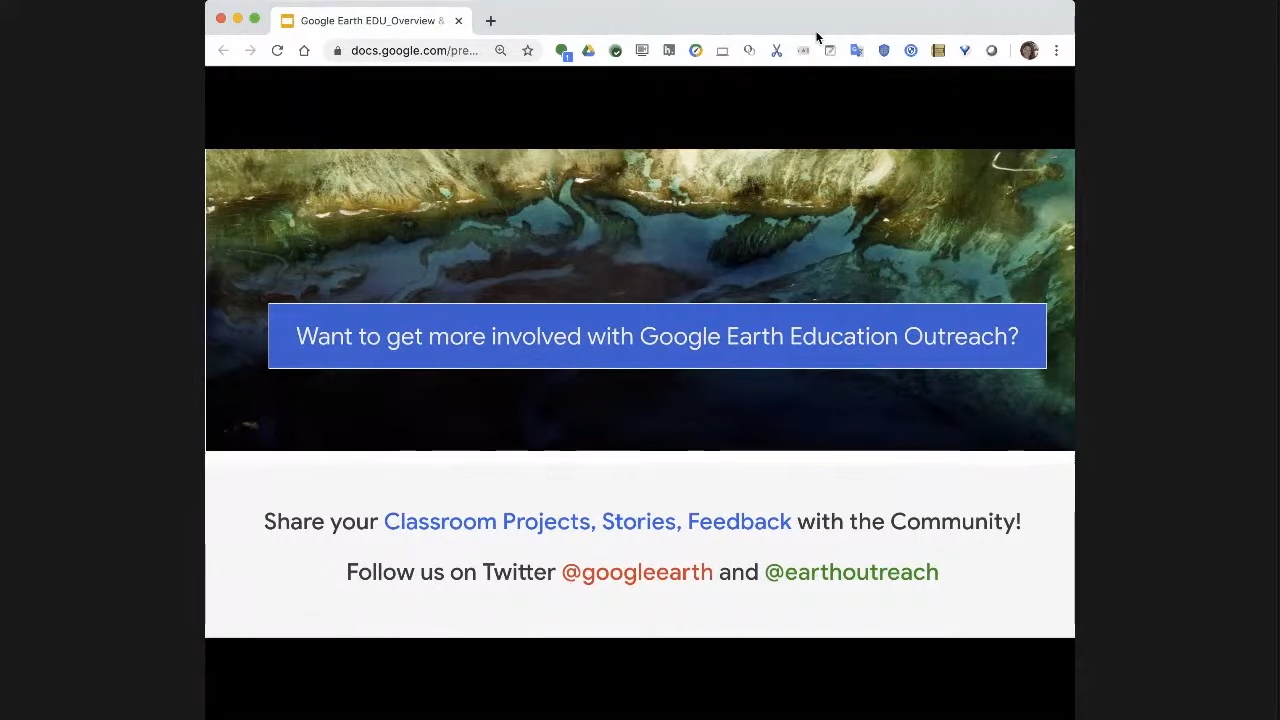 Google Earth EDU_Overview &
docs.google.com/pre...
1
Want to get more involved with Google Earth Education Outreach?
Share your Classroom Projects, Stories, Feedback with the Community!
Follow us on Twitter @googleearth and @earthoutreach